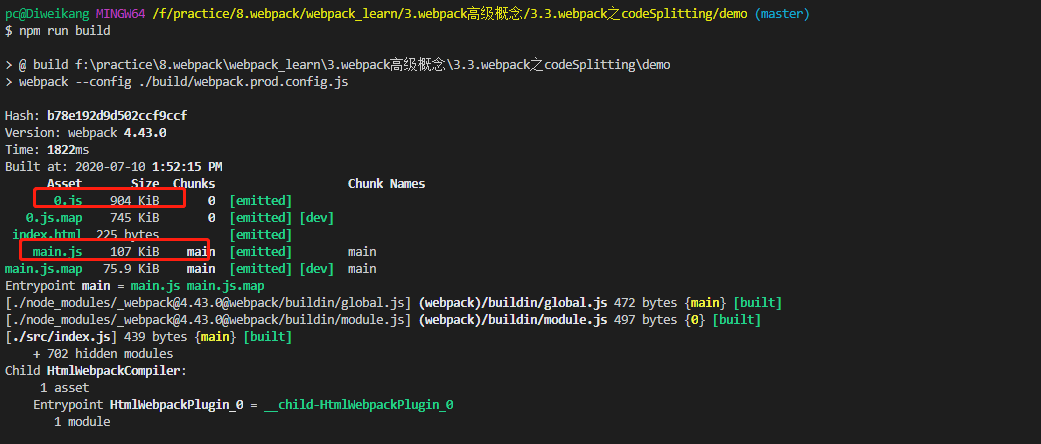 pc@Diweikang MINGW64 /f/practice/8.webpack/webpack_learn/3.webpack高级概念/3.3.webpack之codeSplitting/demo (master)
$ npm run build
> @ build f:\practice\8.webpack\webpack_learn\3.webpack高级概念\3.3.webpack之codeSplitting\demo
> webpack --config ./build/webpack.prod.config.js
Hash: b78e192d9d502ccf9ccf
Version: webpack 4.43.0
Time: 1822ms
Built at: 2020-07-10 1:52:15 PM
Asset Size Chunks Chunk Names
0.js 904 KiB 0 [emitted]
0.js.map 745 KiB 0 [emitted] [dev]
index.html 225 bytes [emitted]
main.js 107 KiB main [emitted] main
main.js.map 75.9 KiB main [emitted] [dev] main
Entrypoint main = main.js main.js.map
[./node_modules/_webpack@4.43.0@webpack/buildin/global.js] (webpack)/buildin/global.js 472 bytes {main} [built]
[./node_modules/_webpack@4.43.0@webpack/buildin/module.js] (webpack)/buildin/module.js 497 bytes {0} [built]
[./src/index.js] 439 bytes {main} [built]
+ 702 hidden modules
Child HtmlWebpackCompiler:
1 asset
Entrypoint HtmlWebpackPlugin_0 = __child-HtmlWebpackPlugin_0
1 module